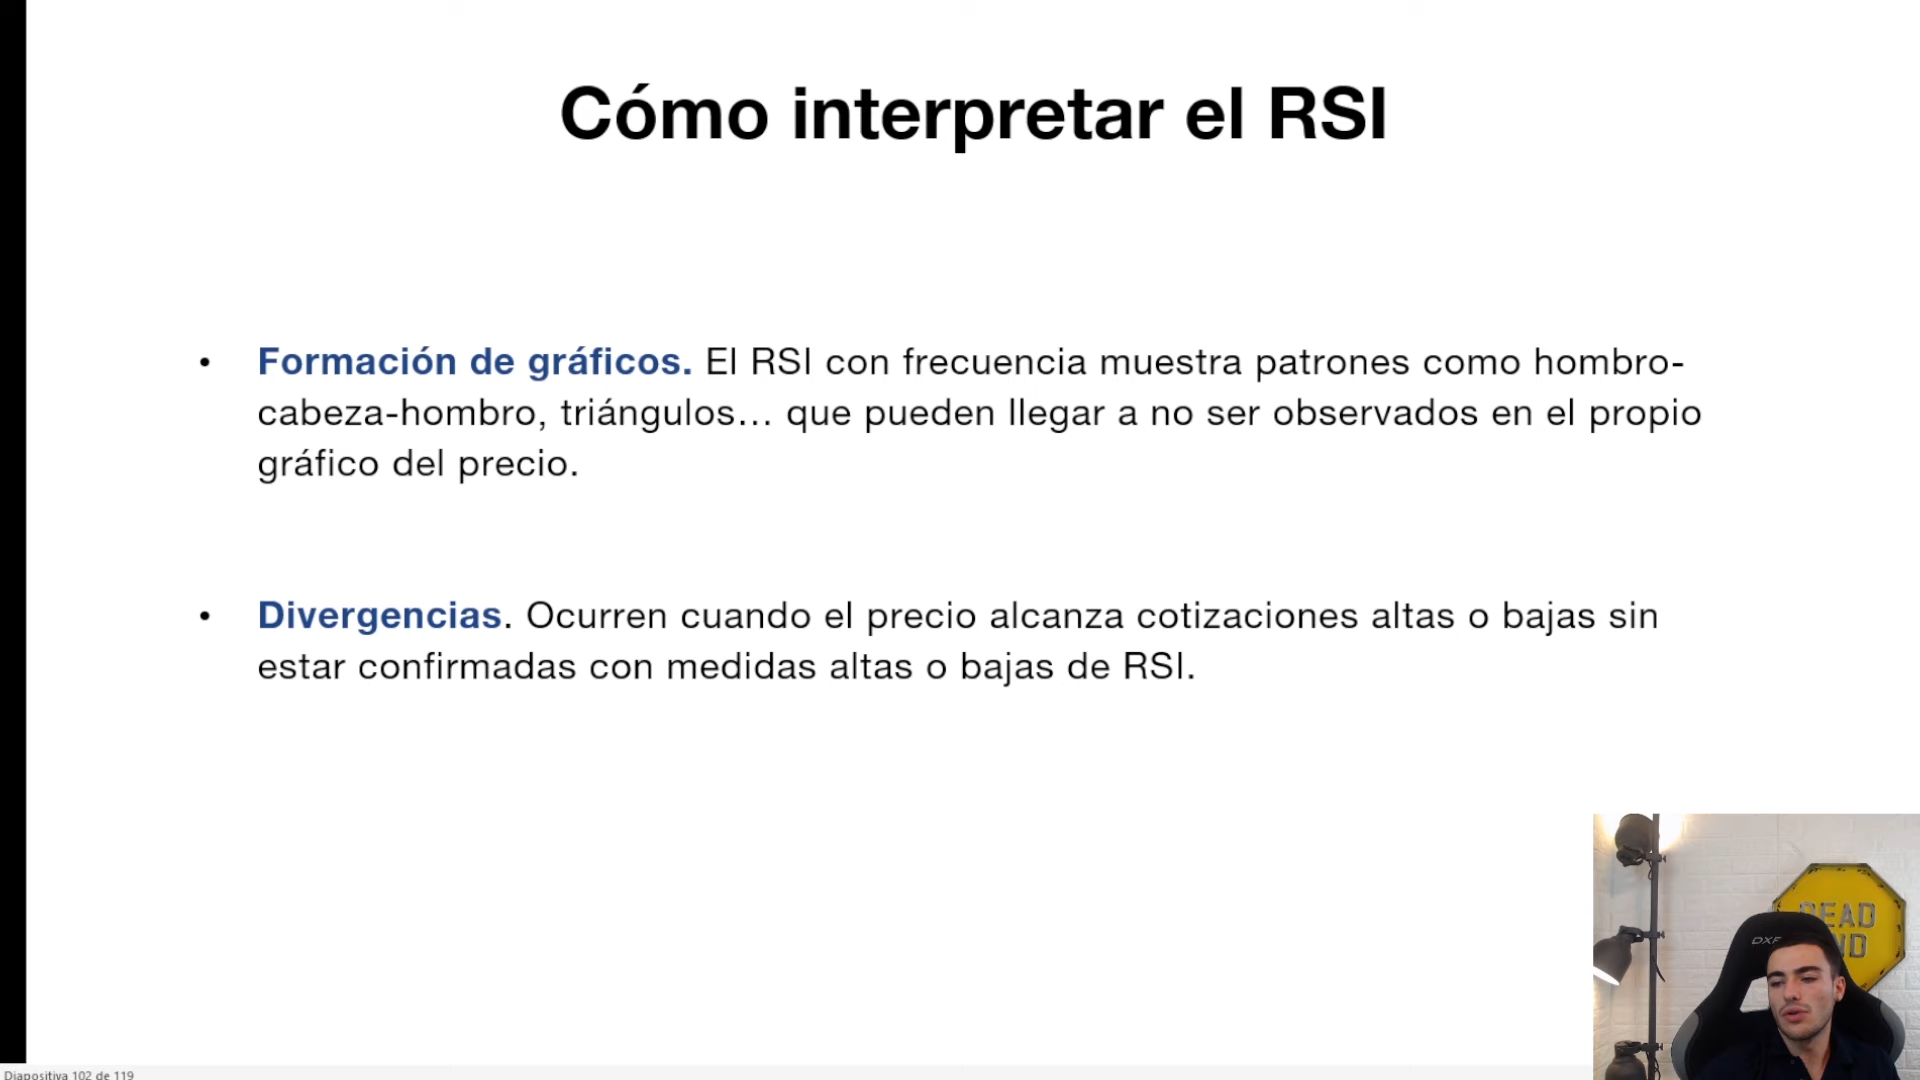 Cómo interpretar el RSI
• Formación de gráficos. El RSI con frecuencia muestra patrones como hombro-
cabeza-hombro, triángulos... que pueden llegar a no ser observados en el propio
gráfico del precio.
• Divergencias. Ocurren cuando el precio alcanza cotizaciones altas o bajas sin
estar confirmadas con medidas altas o bajas de RSI.
DEAD
Diapositiva 102 de 119